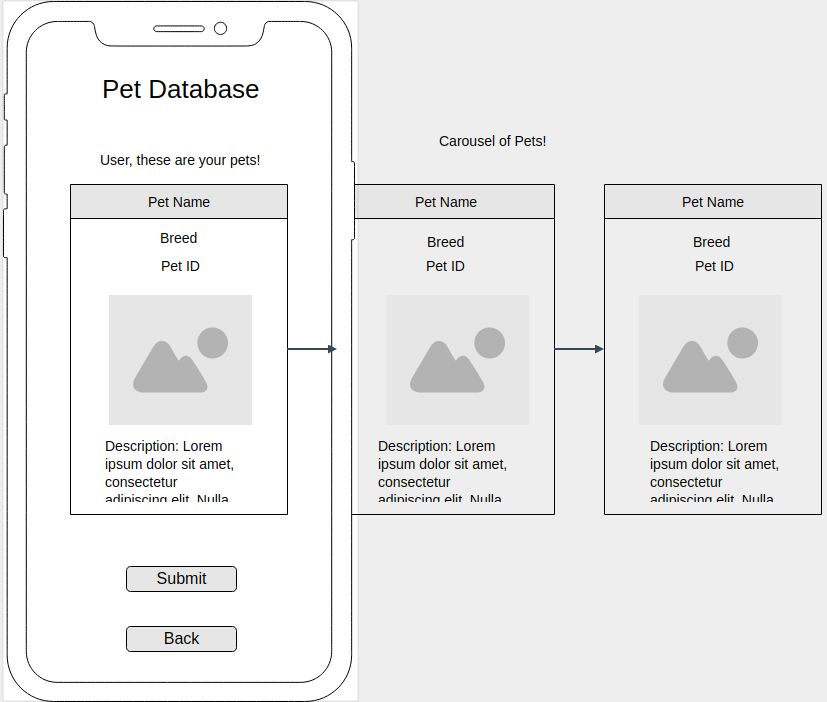 Pet Database
Carousel of Pets!
User, these are your pets!
Pet Name
Breed
Pet ID
Description: Lorem
ipsum dolor sit amet,
consectetur
adipiscing elit. Nulla
Pet Name
Breed
Pet ID
Description: Lorem
ipsum dolor sit amet,
consectetur
adipiscing elit. Nulla
Pet Name
Breed
Pet ID
Description: Lorem
ipsum dolor sit amet,
consectetur
adipiscing elit. Nulla
Submit
Back